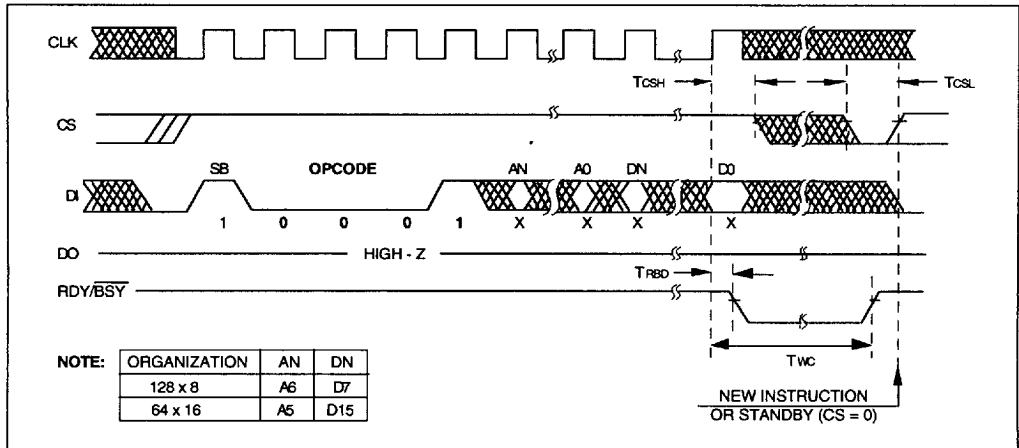 CLK
TCSH
TCSL
CS
SB OPCODE AN A0 DN D0
DI
1 0 0 0 1 X X X X
DO HIGH - Z
TRBD
RDY/BSY
TWC
NOTE:
ORGANIZATION AN DN
128 x 8 A6 D7
64 x 16 A5 D15
NEW INSTRUCTION
OR STANDBY (CS = 0)